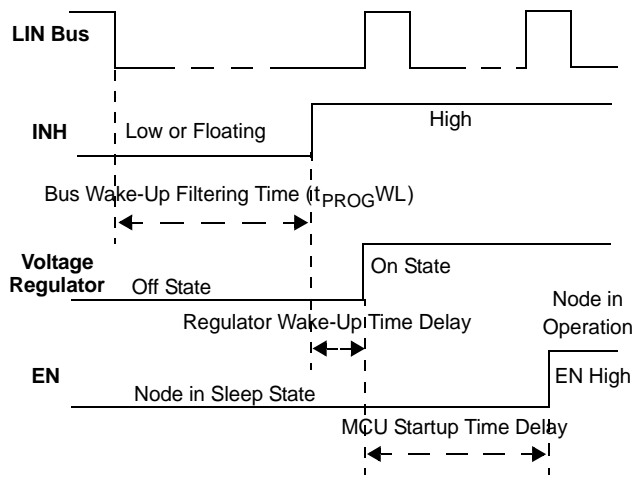 LIN Bus
INH
Low or Floating
High
Bus Wake-Up Filtering Time (tPROGWL)
Voltage
Regulator
Off State
On State
Regulator Wake-Up Time Delay
Node in
Operation
EN
Node in Sleep State
EN High
MCU Startup Time Delay